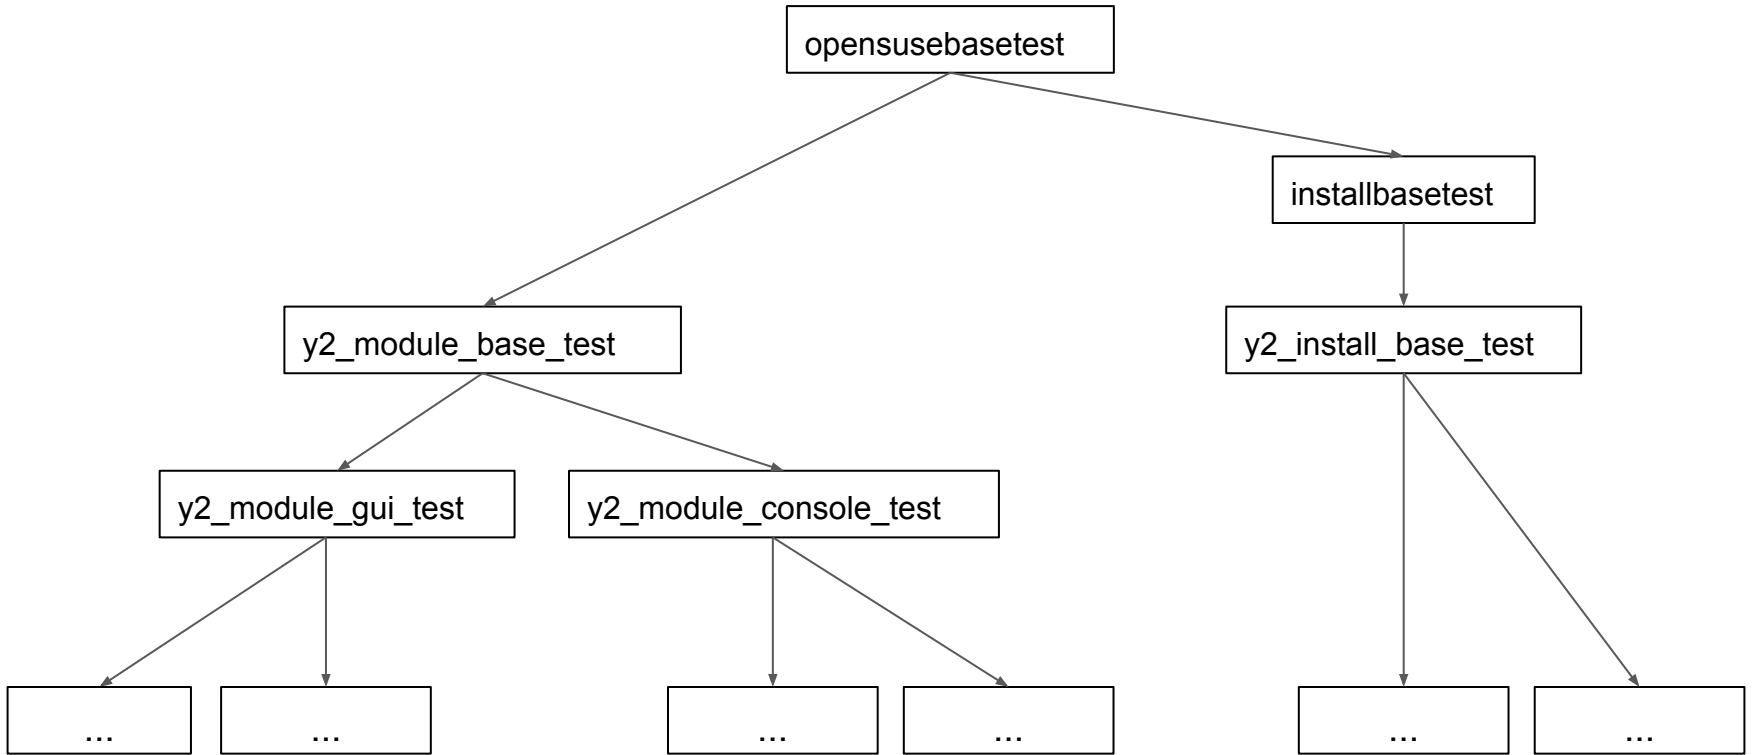 opensusebasetest
installbasetest
y2_module_base_test
y2_install_base_test
y2_module_gui_test
y2_module_console_test
...
...
...
...
...
...